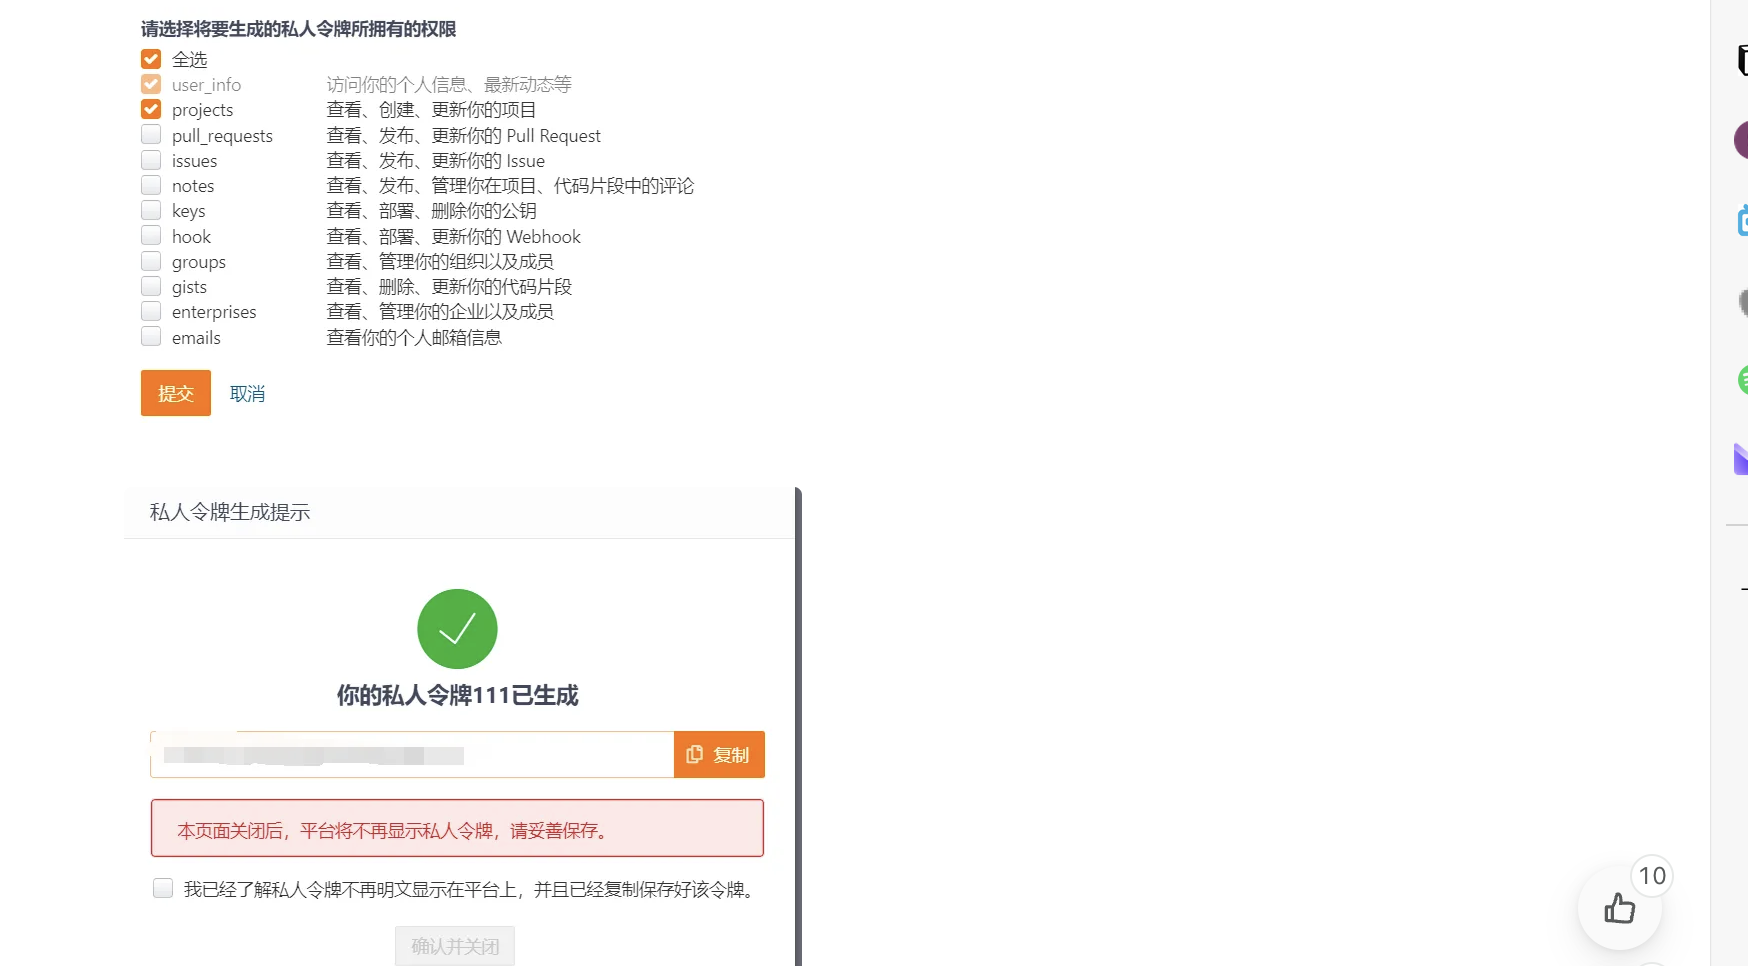 请选择将要生成的私人令牌所拥有的权限
全选
user_info 访问你的个人信息、最新动态等
projects 查看、创建、更新你的项目
pull_requests 查看、发布、更新你的 Pull Request
issues 查看、发布、更新你的 Issue
notes 查看、发布、管理你在项目、代码片段中的评论
keys 查看、部署、删除你的公钥
hook 查看、部署、更新你的 Webhook
groups 查看、管理你的组织以及成员
gists 查看、删除、更新你的代码片段
enterprises 查看、管理你的企业以及成员
emails 查看你的个人邮箱信息
提交 取消
私人令牌生成提示
你的私人令牌111已生成
复制
本页面关闭后，平台将不再显示私人令牌，请妥善保存。
我已经了解私人令牌不再明文显示在平台上，并且已经复制保存好该令牌。
10
确认并关闭